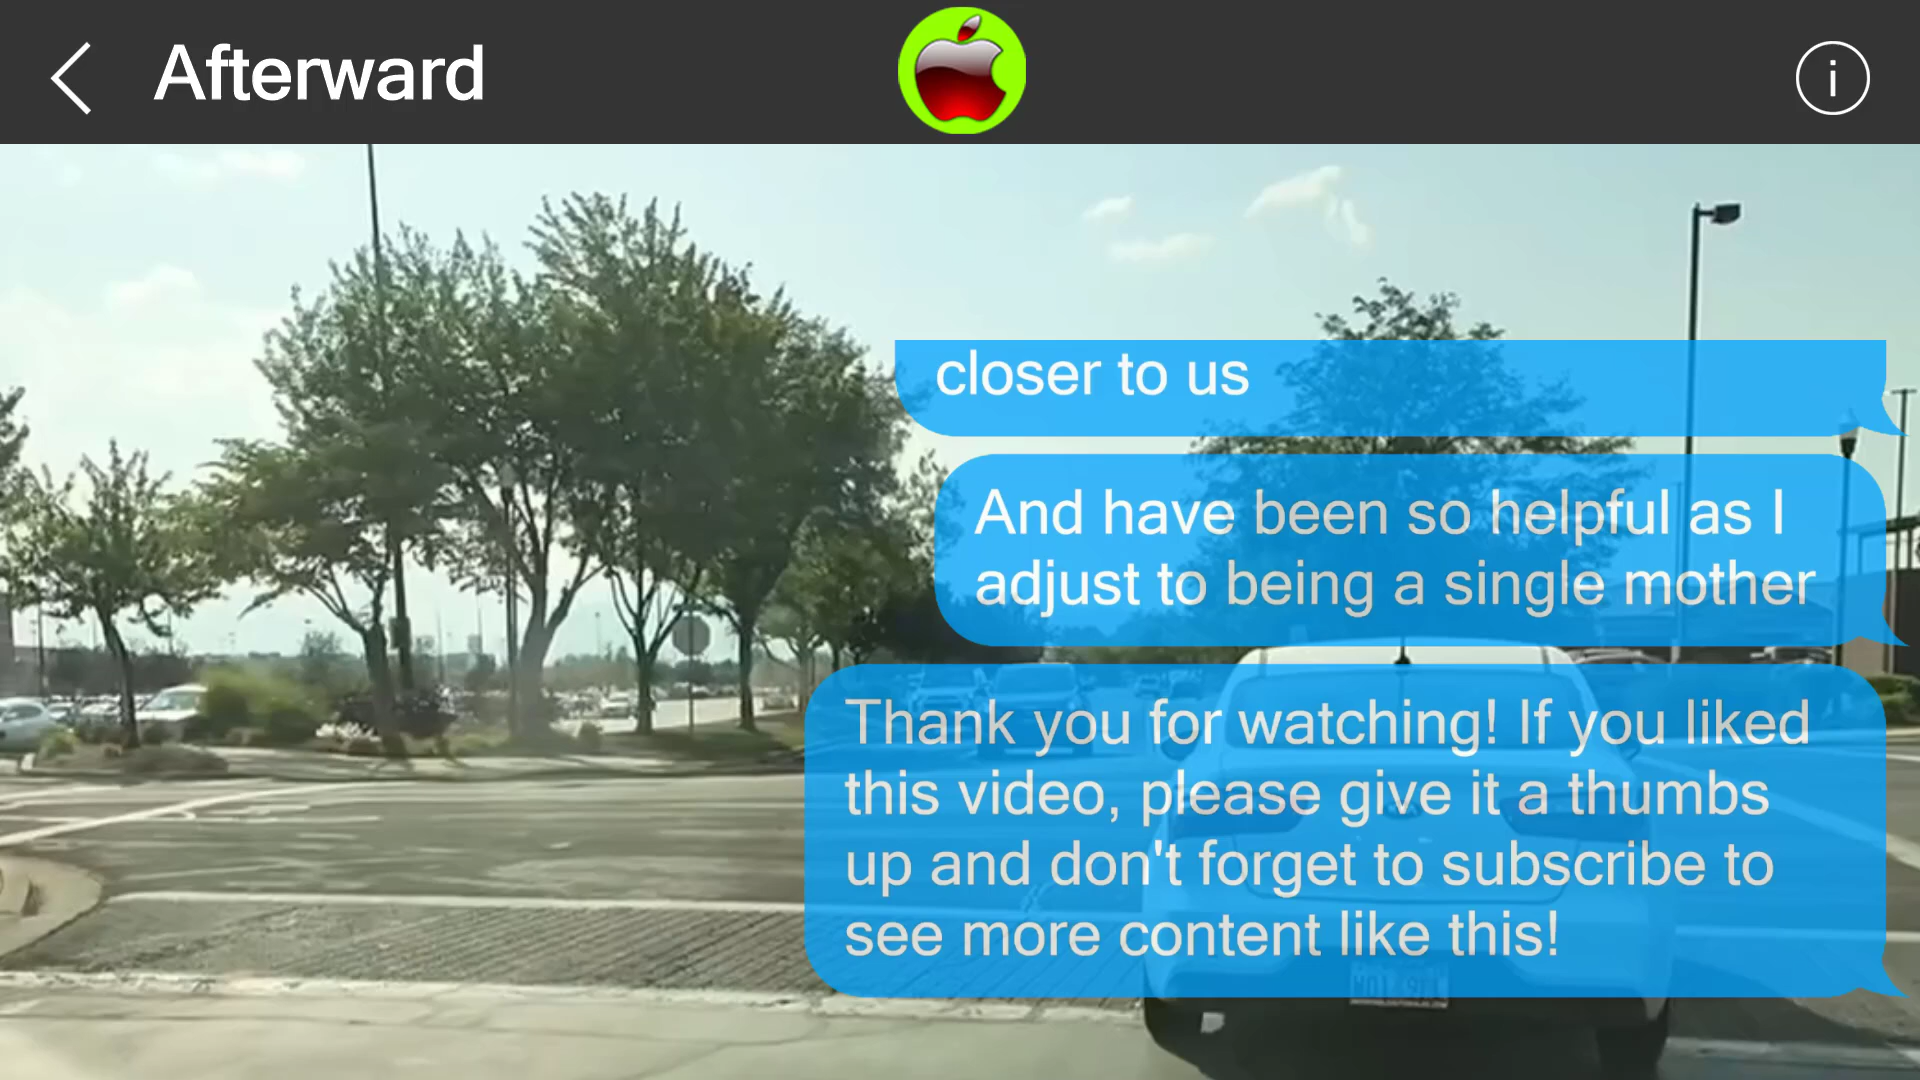 Afterward
i
closer to us
And have been so helpful as I
adjust to being a single mother
Thank you for watching! If you liked
this video, please give it a thumbs
up and don't forget to subscribe to
see more content like this!